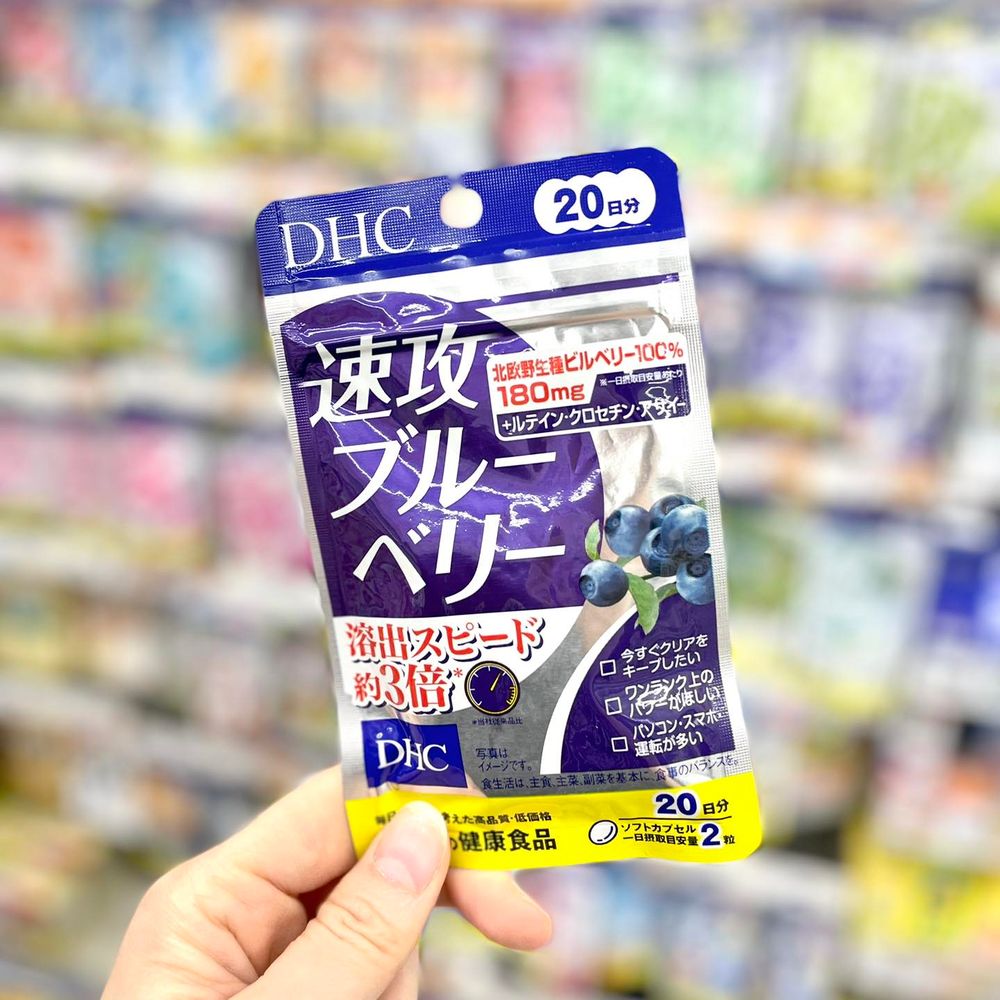 DHC
20日分
速攻
ブルー
ベリー
北欧野生種ビルベリー100%
180mg ※一日摂取目安量あたり
+ルテイン・クロセチン・アサイー
溶出スピード
約3倍*
*当社従来品比
今すぐクリアを
キープしたい
ワンランク上の
パワーがほしい
パソコン・スマホ・
運転が多い
DHC
写真は
イメージです。
食生活は、主食、主菜、副菜を基本に、食事のバランスを。
毎日 考えた高品質・低価格
健康食品
20日分
ソフトカプセル
一日摂取目安量2粒